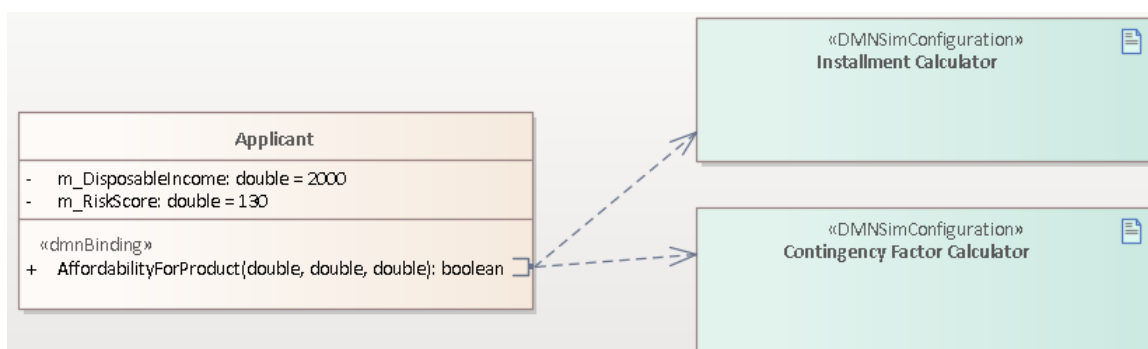 «DMNSimConfiguration»
Installment Calculator
Applicant
- m_DisposableIncome: double = 2000
- m_RiskScore: double = 130
«dmnBinding»
+ AffordabilityForProduct(double, double, double): boolean
«DMNSimConfiguration»
Contingency Factor Calculator